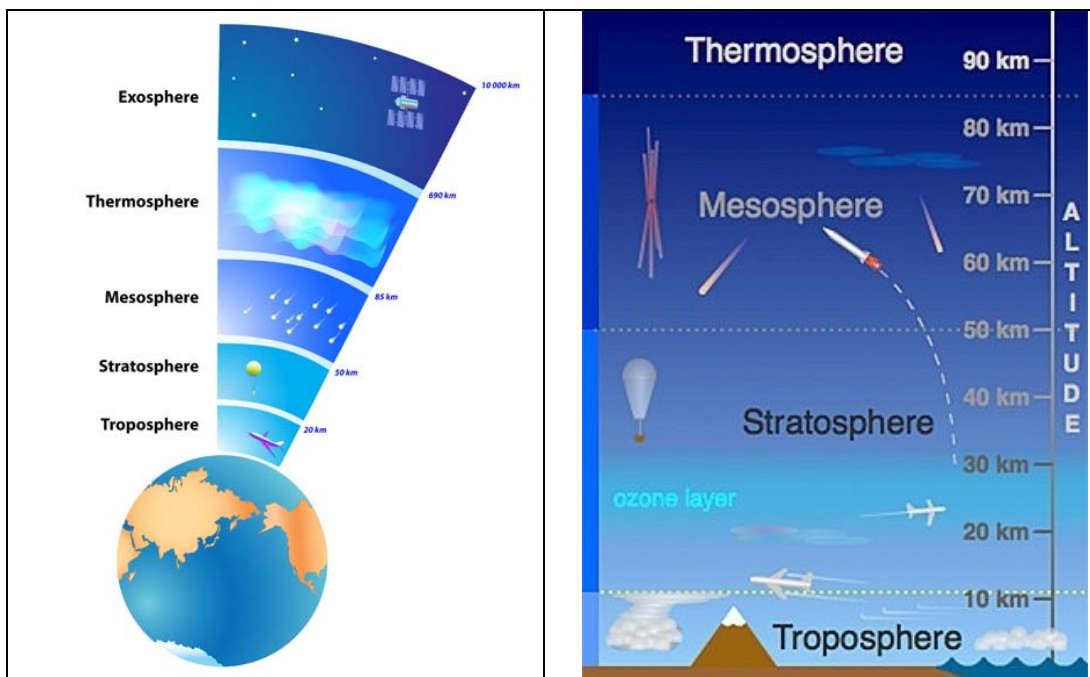 Exosphere
10 000 km
Thermosphere
690 km
Mesosphere
85 km
Stratosphere
50 km
Troposphere
20 km
Thermosphere
90 km
80 km
70 km
Mesosphere
60 km
50 km
40 km
Stratosphere
30 km
ozone layer
20 km
10 km
Troposphere
ALTITUDE